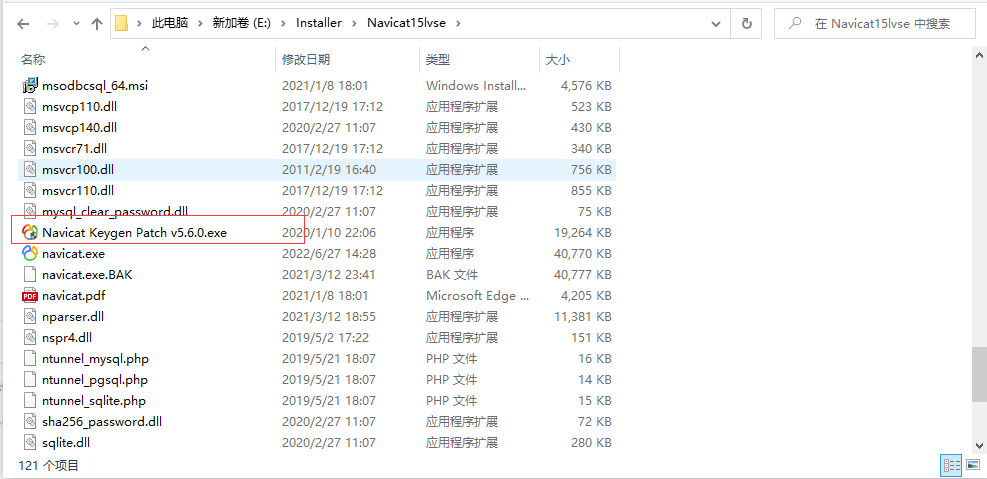 此电脑 新加卷 (E:) Installer Navicat15lvse 在 Navicat15lvse 中搜索
名称 修改日期 类型 大小
msodbcsql_64.msi 2021/1/8 18:01 Windows Install... 4,576 KB
msvcp110.dll 2017/12/19 17:12 应用程序扩展 523 KB
msvcp140.dll 2020/2/27 11:07 应用程序扩展 430 KB
msvcr71.dll 2017/12/19 17:12 应用程序扩展 340 KB
msvcr100.dll 2011/2/19 16:40 应用程序扩展 756 KB
msvcr110.dll 2017/12/19 17:12 应用程序扩展 855 KB
mysql_clear_password.dll 2020/2/27 11:07 应用程序扩展 75 KB
Navicat Keygen Patch v5.6.0.exe 2020/1/10 22:06 应用程序 19,264 KB
navicat.exe 2022/6/27 14:28 应用程序 40,770 KB
navicat.exe.BAK 2021/3/12 23:41 BAK 文件 40,777 KB
PDF navicat.pdf 2021/1/8 18:01 Microsoft Edge ... 4,205 KB
nparser.dll 2021/3/12 18:55 应用程序扩展 11,381 KB
nspr4.dll 2019/5/2 17:22 应用程序扩展 151 KB
ntunnel_mysql.php 2019/5/21 18:07 PHP 文件 16 KB
ntunnel_pgsql.php 2019/5/21 18:07 PHP 文件 14 KB
ntunnel_sqlite.php 2019/5/21 18:07 PHP 文件 15 KB
sha256_password.dll 2020/2/27 11:07 应用程序扩展 72 KB
sqlite.dll 2020/2/27 11:07 应用程序扩展 280 KB
121 个项目